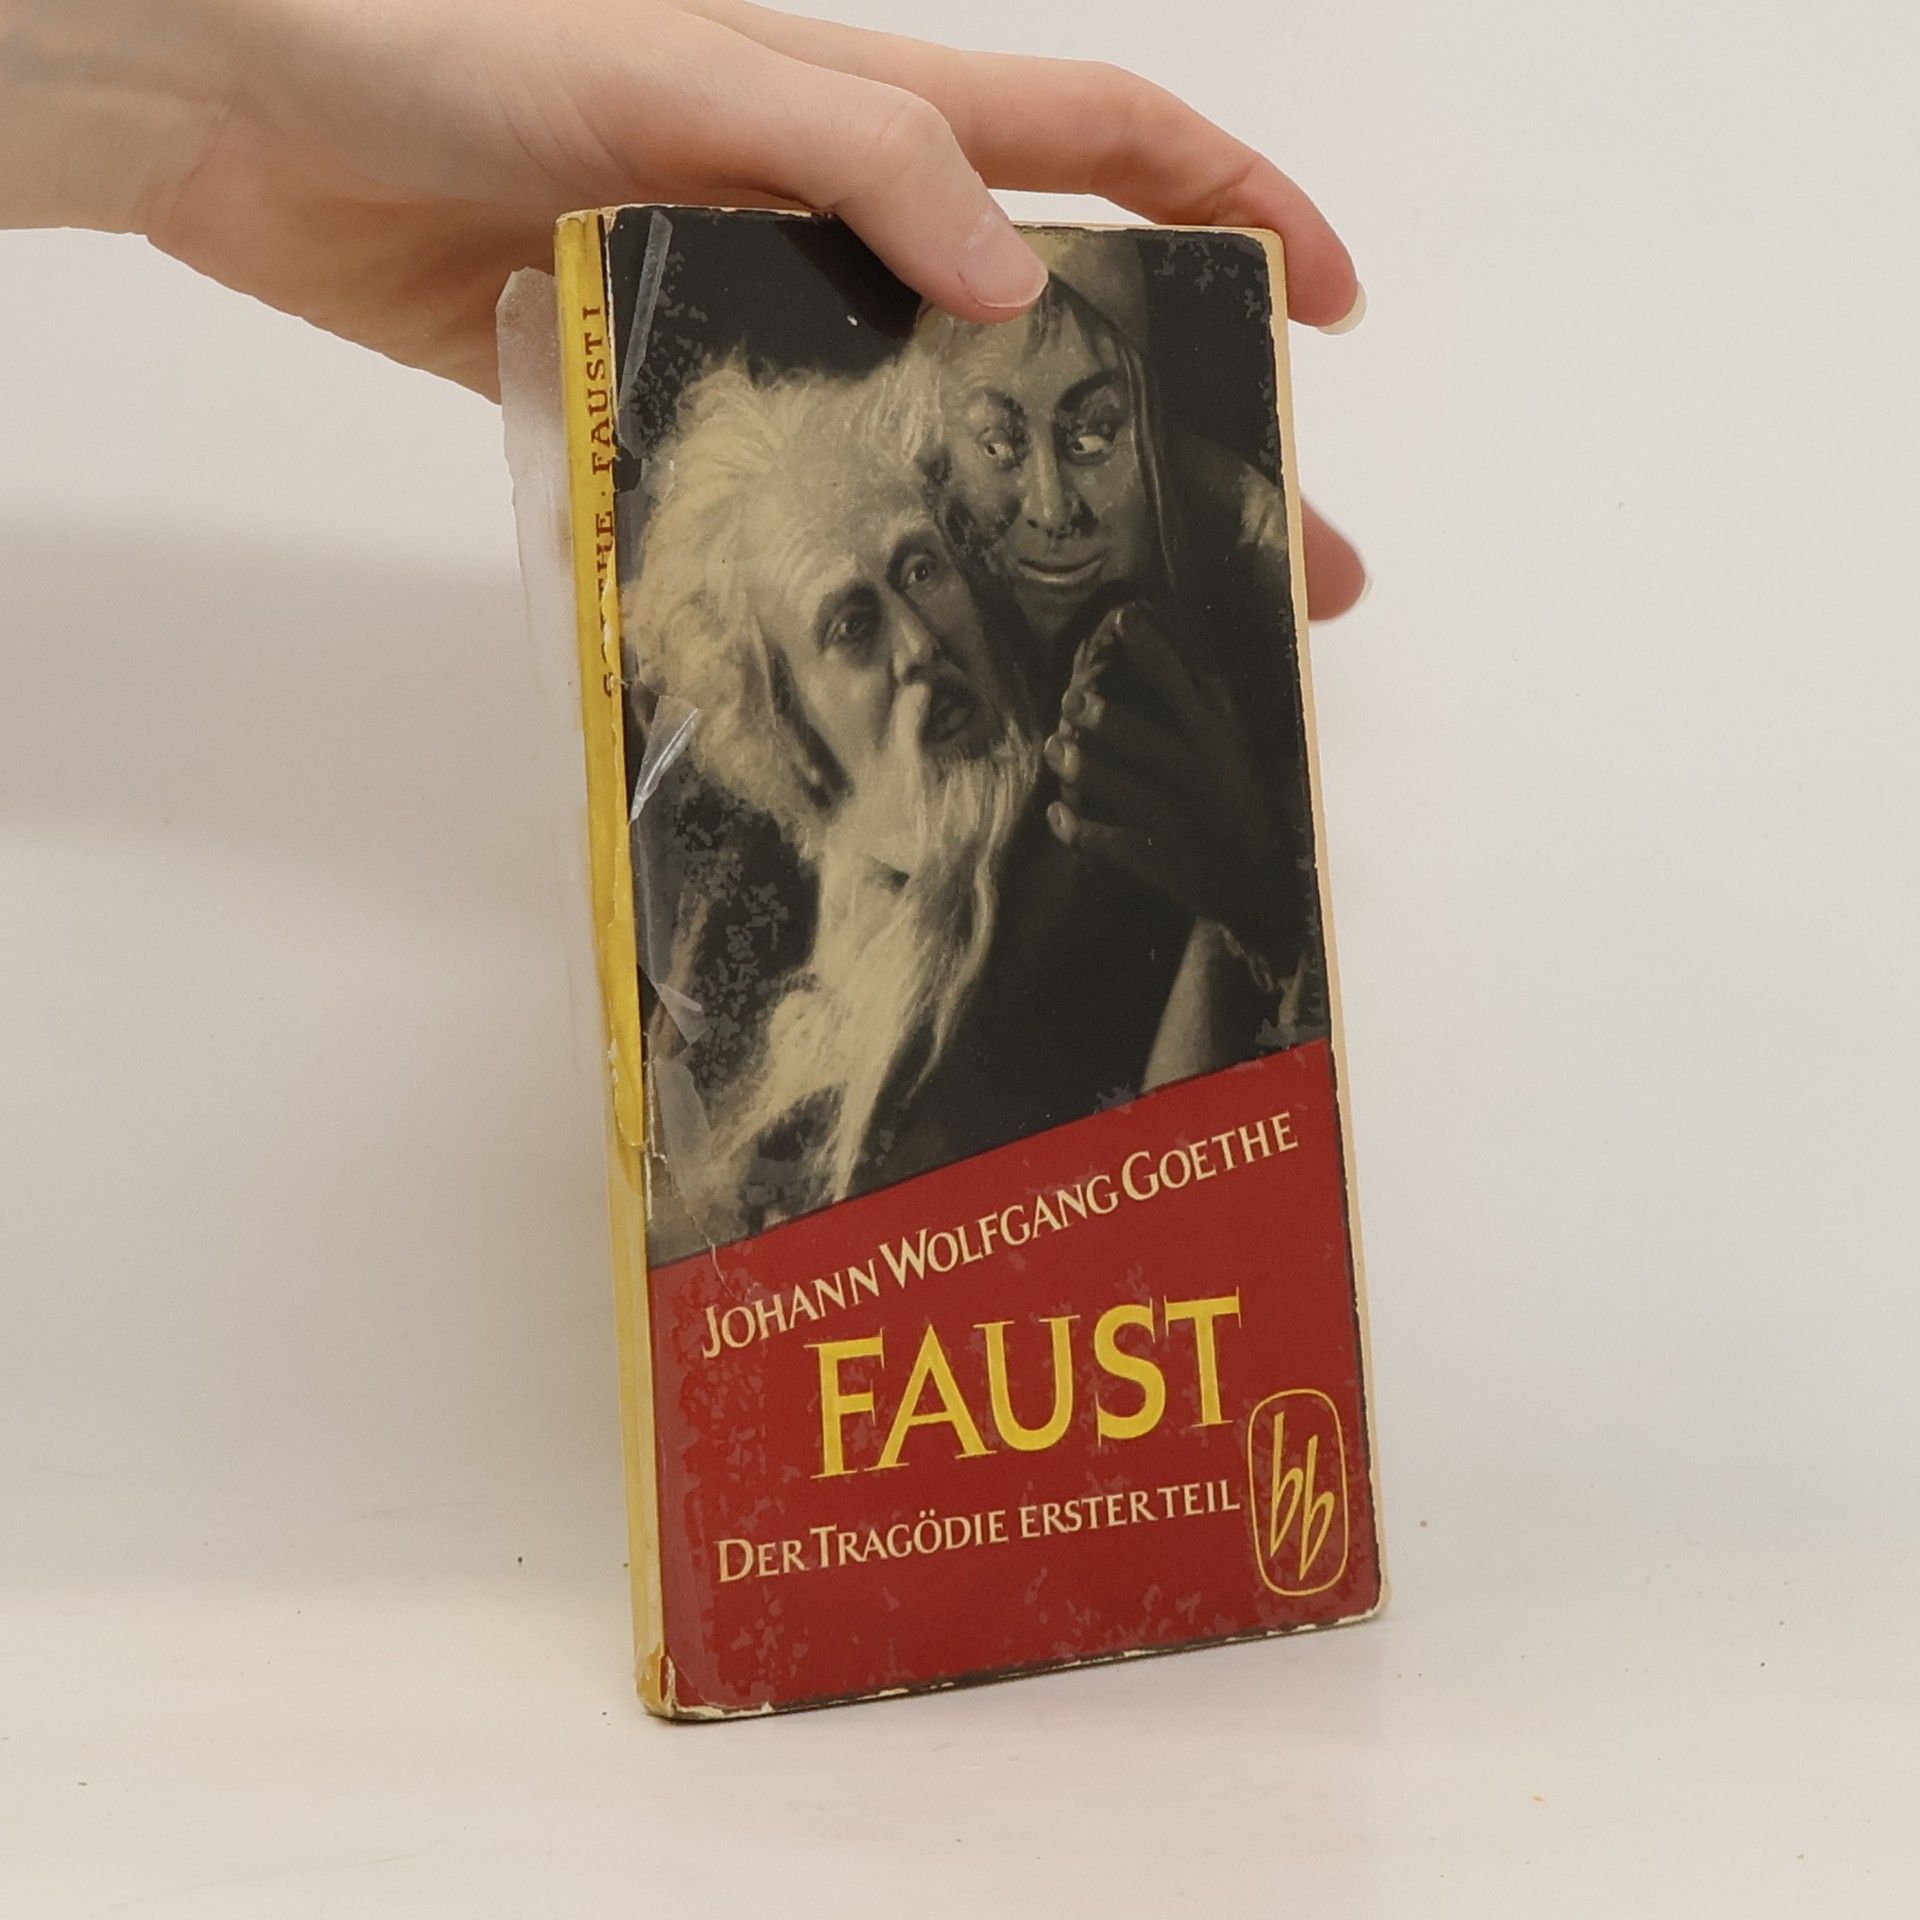 GOETHE · FAUST I
JOHANN WOLFGANG GOETHE
FAUST
DER TRAGÖDIE ERSTER TEIL
bb